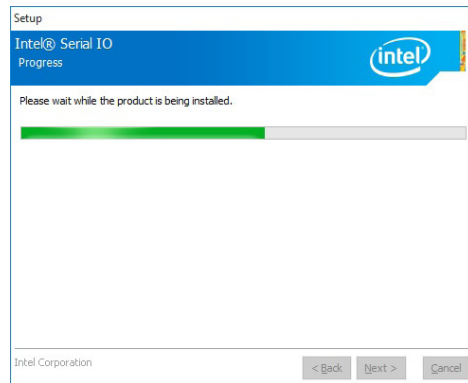 Setup
Intel® Serial IO
Progress
intel
Please wait while the product is being installed.
Intel Corporation
< Back
Next >
Cancel